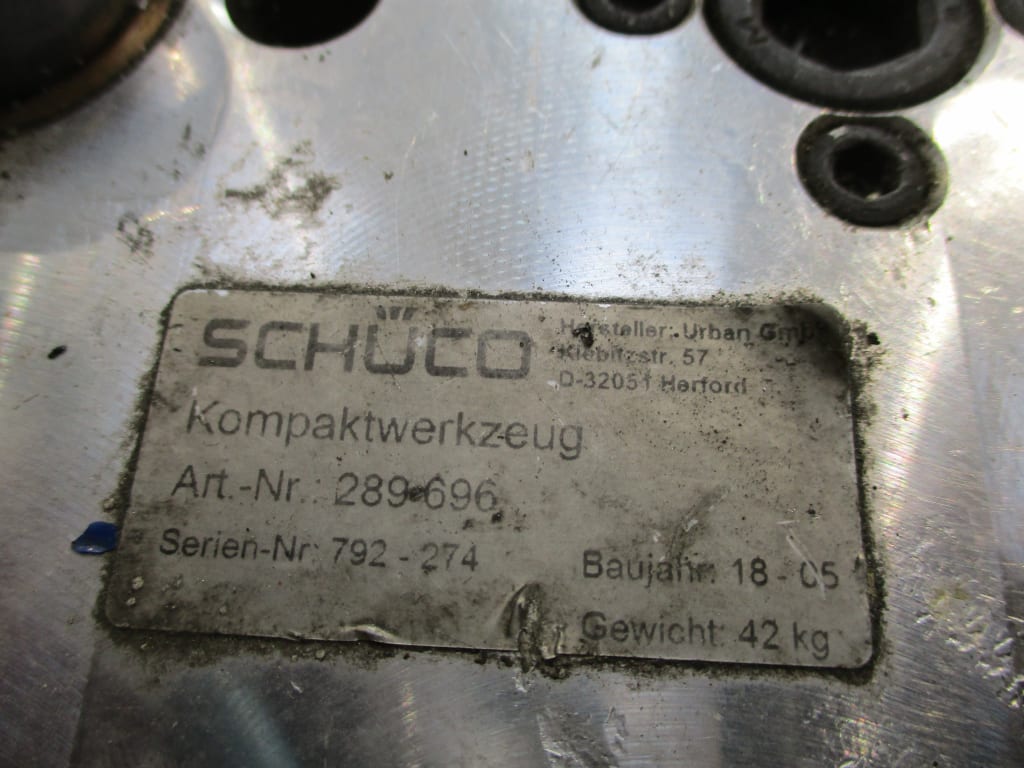 SCHÜCO
Hersteller: Urban GmbH
Kiebitzstr. 57
D-32051 Herford
Kompaktwerkzeug
Art.-Nr.: 289 696
Serien-Nr: 792 - 274
Baujahr: 18 - 05
Gewicht: 42 kg